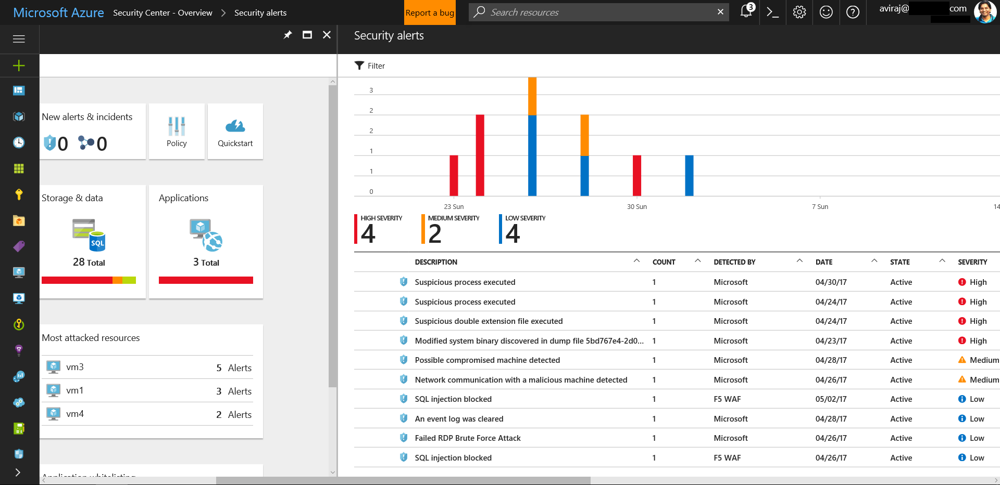 Microsoft Azure Security Center - Overview > Security alerts
Report a bug
Search resources
3
aviraj@
com
Security alerts
Filter
New alerts & incidents
0 0
Policy
Quickstart
Storage & data
SQL
28 Total
Applications
3 Total
Most attacked resources
vm3 5 Alerts
vm1 3 Alerts
vm4 2 Alerts
Application whitelisting
3
2
2
1
1
0
23 Sun 30 Sun 7 Sun 14
HIGH SEVERITY
4
MEDIUM SEVERITY
2
LOW SEVERITY
4
DESCRIPTION COUNT DETECTED BY DATE STATE SEVERITY
Suspicious process executed 1 Microsoft 04/30/17 Active High
Suspicious process executed 1 Microsoft 04/24/17 Active High
Suspicious double extension file executed 1 Microsoft 04/24/17 Active High
Modified system binary discovered in dump file 5bd767e4-2d0... 1 Microsoft 04/23/17 Active High
Possible compromised machine detected 1 Microsoft 04/28/17 Active Medium
Network communication with a malicious machine detected 1 Microsoft 04/26/17 Active Medium
SQL injection blocked 1 F5 WAF 05/02/17 Active Low
An event log was cleared 1 Microsoft 04/28/17 Active Low
Failed RDP Brute Force Attack 1 Microsoft 04/26/17 Active Low
SQL injection blocked 1 F5 WAF 04/26/17 Active Low